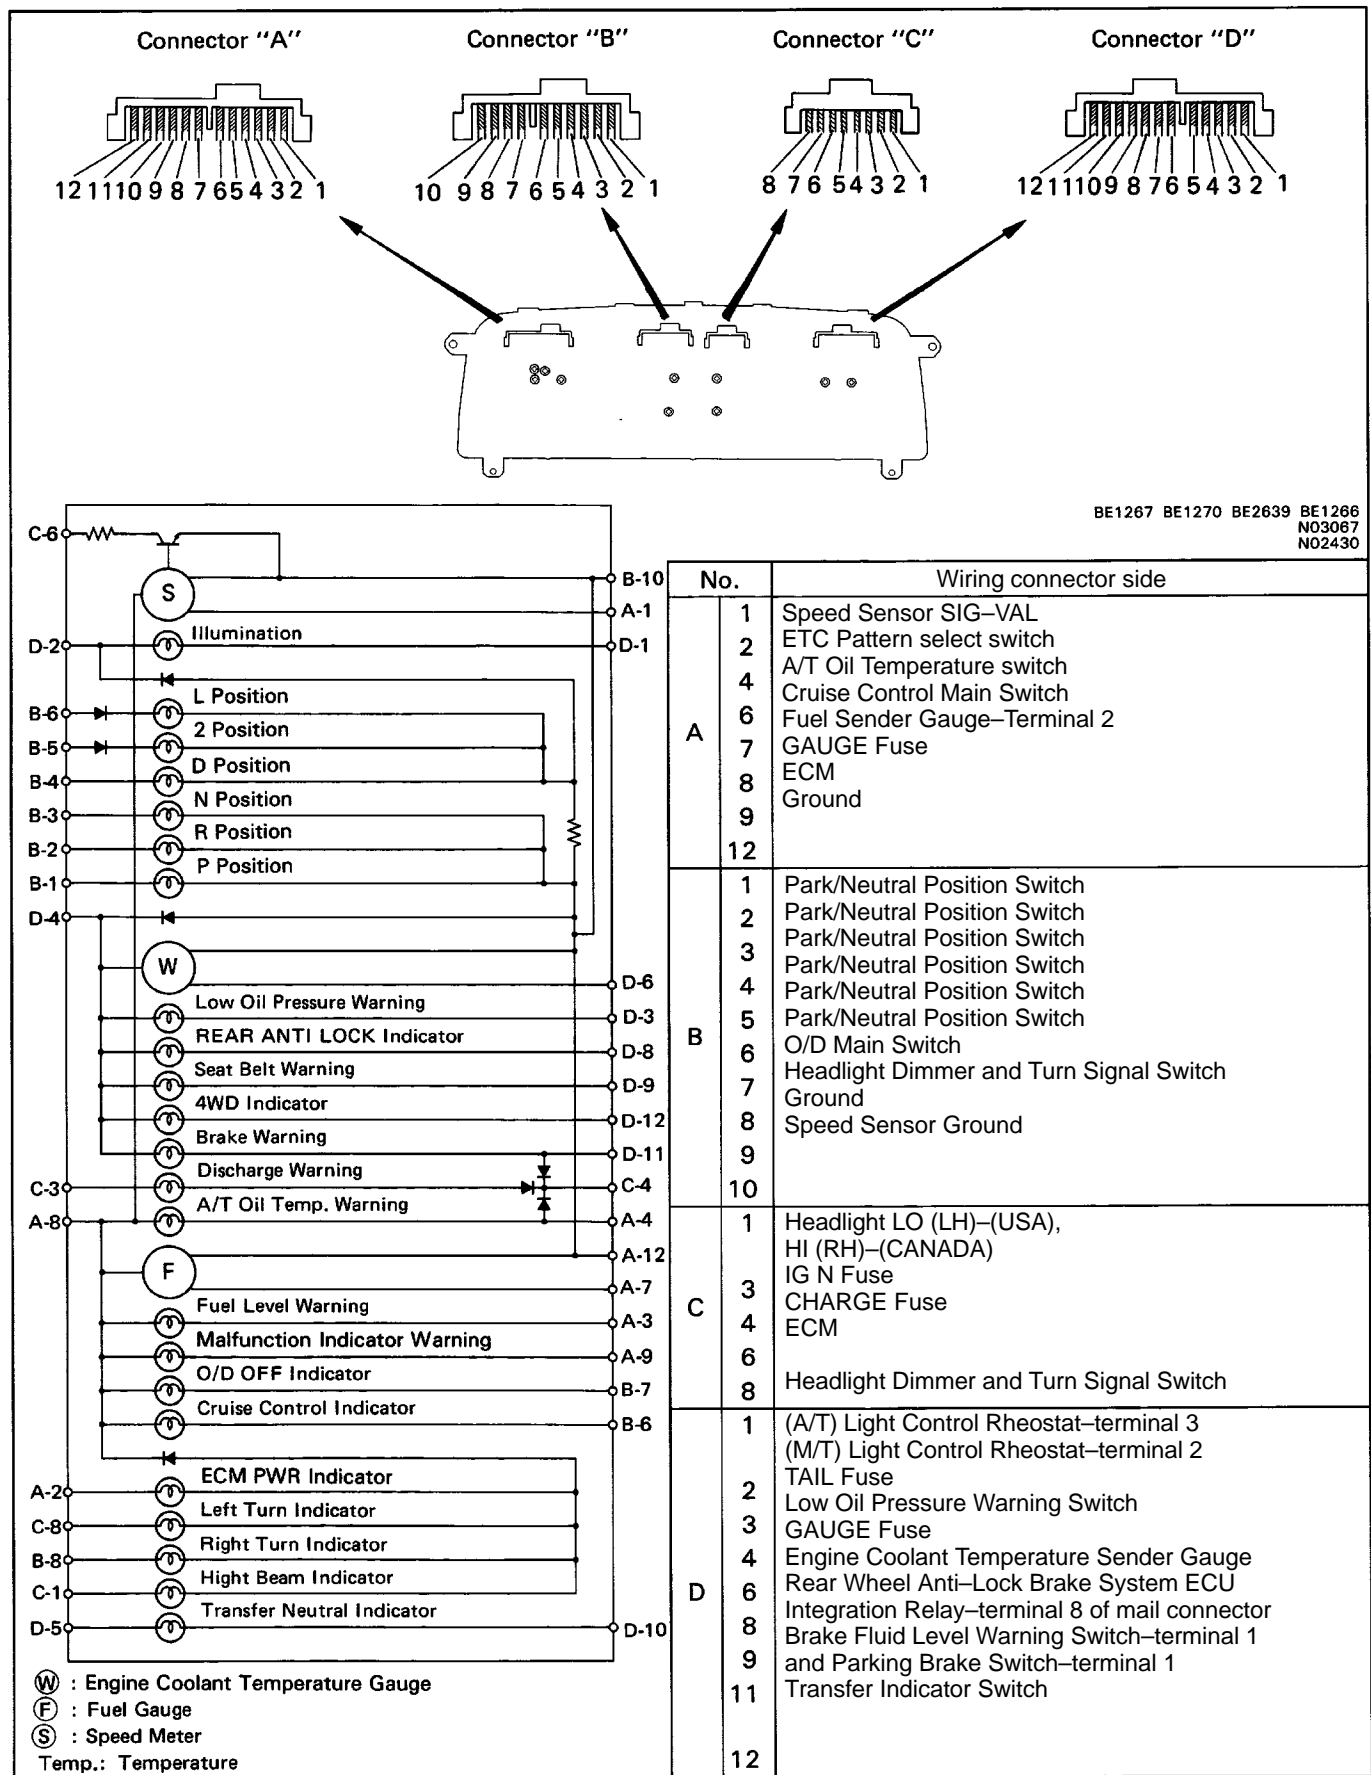 Connector "A"
Connector "B"
Connector "C"
Connector "D"
12 11 10 9 8 7 6 5 4 3 2 1
10 9 8 7 6 5 4 3 2 1
8 7 6 5 4 3 2 1
12 11 10 9 8 7 6 5 4 3 2 1
BE1267 BE1270 BE2639 BE1266
N03067
N02430
C-6
S
B-10
A-1
D-2
Illumination
D-1
L Position
B-6
2 Position
B-5
D Position
B-4
N Position
B-3
R Position
B-2
P Position
B-1
D-4
W
D-6
Low Oil Pressure Warning
D-3
REAR ANTI LOCK Indicator
D-8
Seat Belt Warning
D-9
4WD Indicator
D-12
Brake Warning
D-11
Discharge Warning
C-3
C-4
A/T Oil Temp. Warning
A-8
A-4
A-12
F
A-7
Fuel Level Warning
A-3
Malfunction Indicator Warning
A-9
O/D OFF Indicator
B-7
Cruise Control Indicator
B-6
ECM PWR Indicator
A-2
Left Turn Indicator
C-8
Right Turn Indicator
B-8
Hight Beam Indicator
C-1
Transfer Neutral Indicator
D-5
D-10
W : Engine Coolant Temperature Gauge
F : Fuel Gauge
S : Speed Meter
Temp.: Temperature
No. Wiring connector side
A
1 Speed Sensor SIG–VAL
2 ETC Pattern select switch
A/T Oil Temperature switch
4 Cruise Control Main Switch
6 Fuel Sender Gauge–Terminal 2
7 GAUGE Fuse
8 ECM
Ground
9
12
B
1 Park/Neutral Position Switch
2 Park/Neutral Position Switch
3 Park/Neutral Position Switch
Park/Neutral Position Switch
4 Park/Neutral Position Switch
5 Park/Neutral Position Switch
6 O/D Main Switch
Headlight Dimmer and Turn Signal Switch
7 Ground
8 Speed Sensor Ground
9
10
C
1 Headlight LO (LH)–(USA),
HI (RH)–(CANADA)
3 IG N Fuse
CHARGE Fuse
4 ECM
6
8 Headlight Dimmer and Turn Signal Switch
D
1 (A/T) Light Control Rheostat–terminal 3
(M/T) Light Control Rheostat–terminal 2
TAIL Fuse
2 Low Oil Pressure Warning Switch
3 GAUGE Fuse
4 Engine Coolant Temperature Sender Gauge
6 Rear Wheel Anti–Lock Brake System ECU
Integration Relay–terminal 8 of mail connector
8 Brake Fluid Level Warning Switch–terminal 1
9 and Parking Brake Switch–terminal 1
11 Transfer Indicator Switch
12